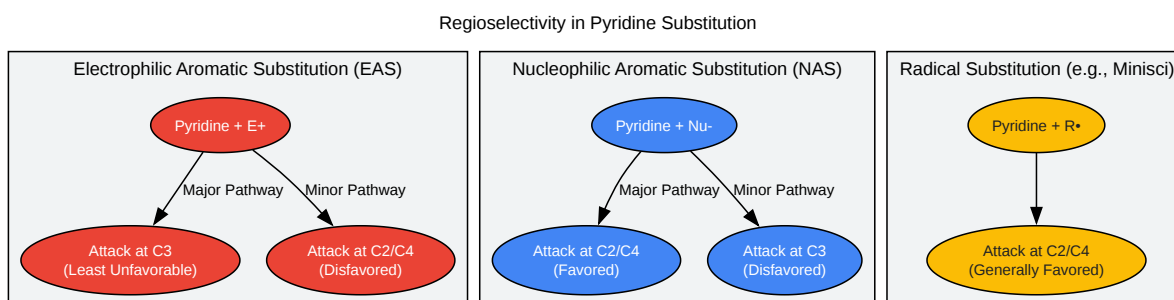 Regioselectivity in Pyridine Substitution
Electrophilic Aromatic Substitution (EAS)
Pyridine + E+
Major Pathway
Minor Pathway
Attack at C3
(Least Unfavorable)
Attack at C2/C4
(Disfavored)
Nucleophilic Aromatic Substitution (NAS)
Pyridine + Nu-
Major Pathway
Minor Pathway
Attack at C2/C4
(Favored)
Attack at C3
(Disfavored)
Radical Substitution (e.g., Minisci)
Pyridine + R•
Attack at C2/C4
(Generally Favored)